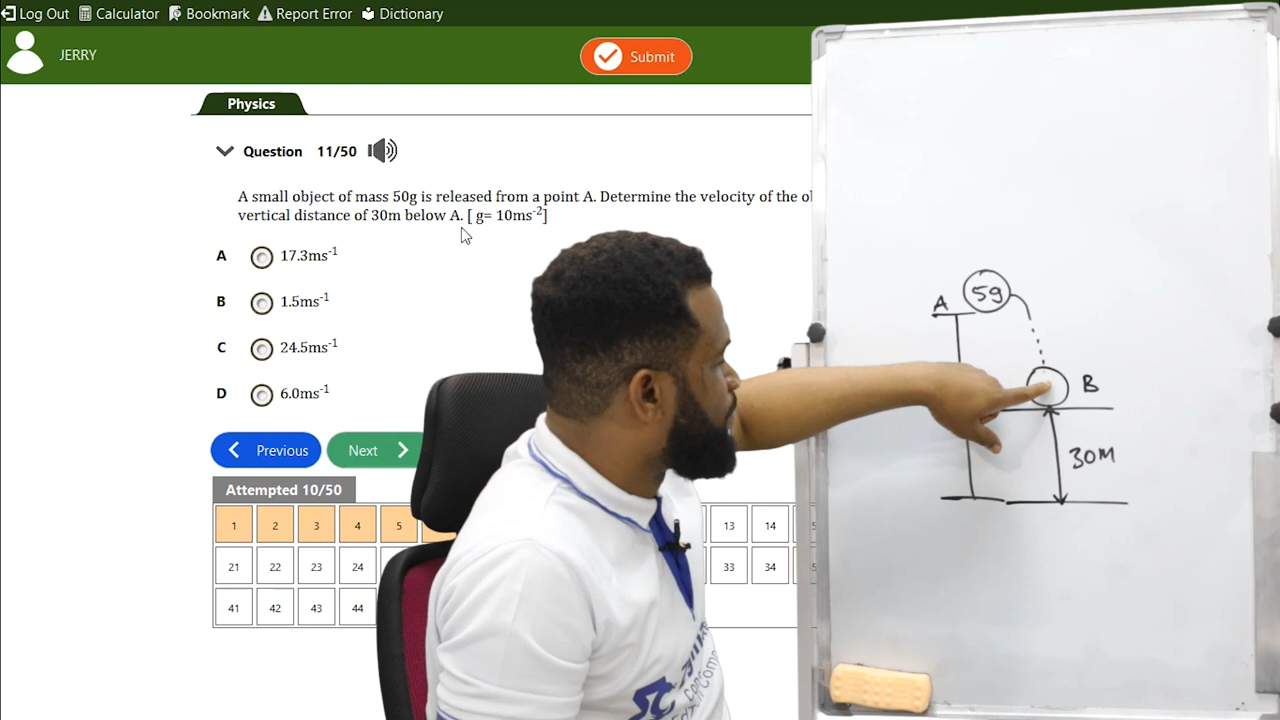 Log Out Calculator Bookmark Report Error Dictionary
JERRY
Submit
Physics
Question 11/50
A small object of mass 50g is released from a point A. Determine the velocity of the
vertical distance of 30m below A. [ g= 10ms⁻²]
A 17.3ms⁻¹
B 1.5ms⁻¹
C 24.5ms⁻¹
D 6.0ms⁻¹
Previous Next
Attempted 10/50
1 2 3 4 5 13 14
21 22 23 24 33 34
41 42 43 44
A 5g
B
30M